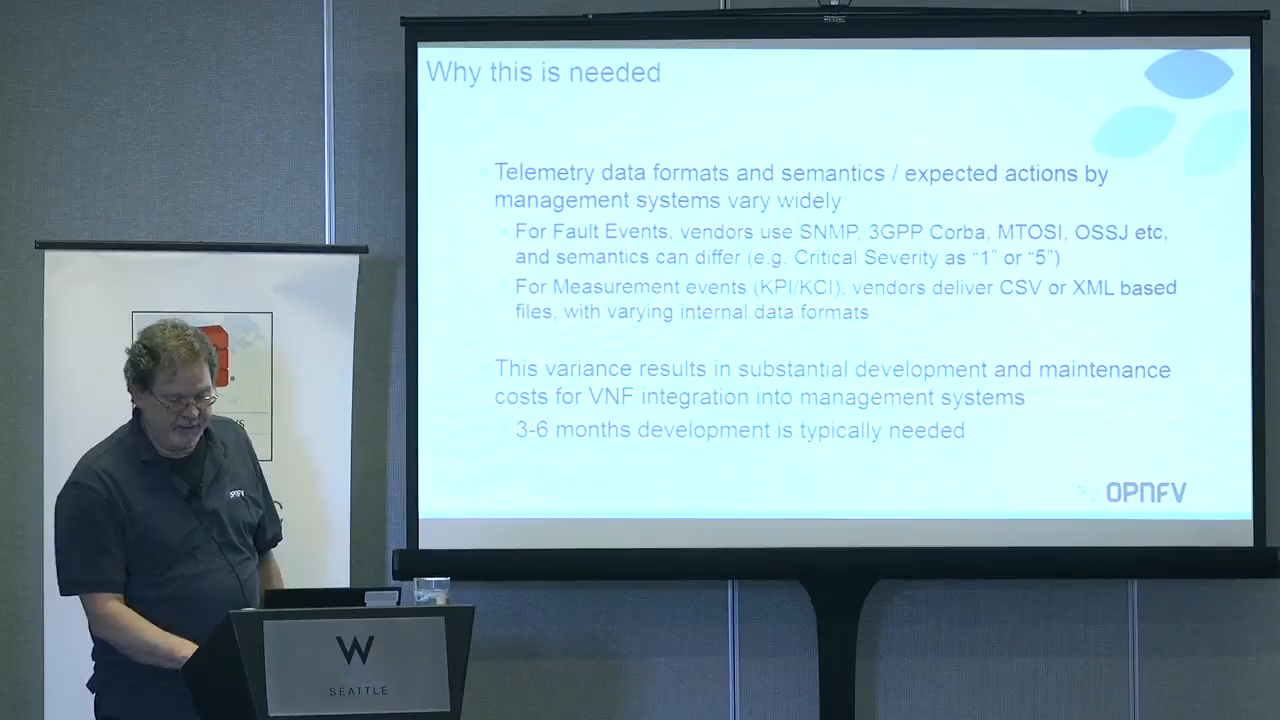 Why this is needed
Telemetry data formats and semantics / expected actions by
management systems vary widely
For Fault Events, vendors use SNMP, 3GPP Corba, MTOSI, OSSJ etc,
and semantics can differ (e.g. Critical Severity as "1" or "5")
For Measurement events (KPI/KCI), vendors deliver CSV or XML based
files, with varying internal data formats
This variance results in substantial development and maintenance
costs for VNF integration into management systems
3-6 months development is typically needed
OPNFV
OPNFV
W
SEATTLE